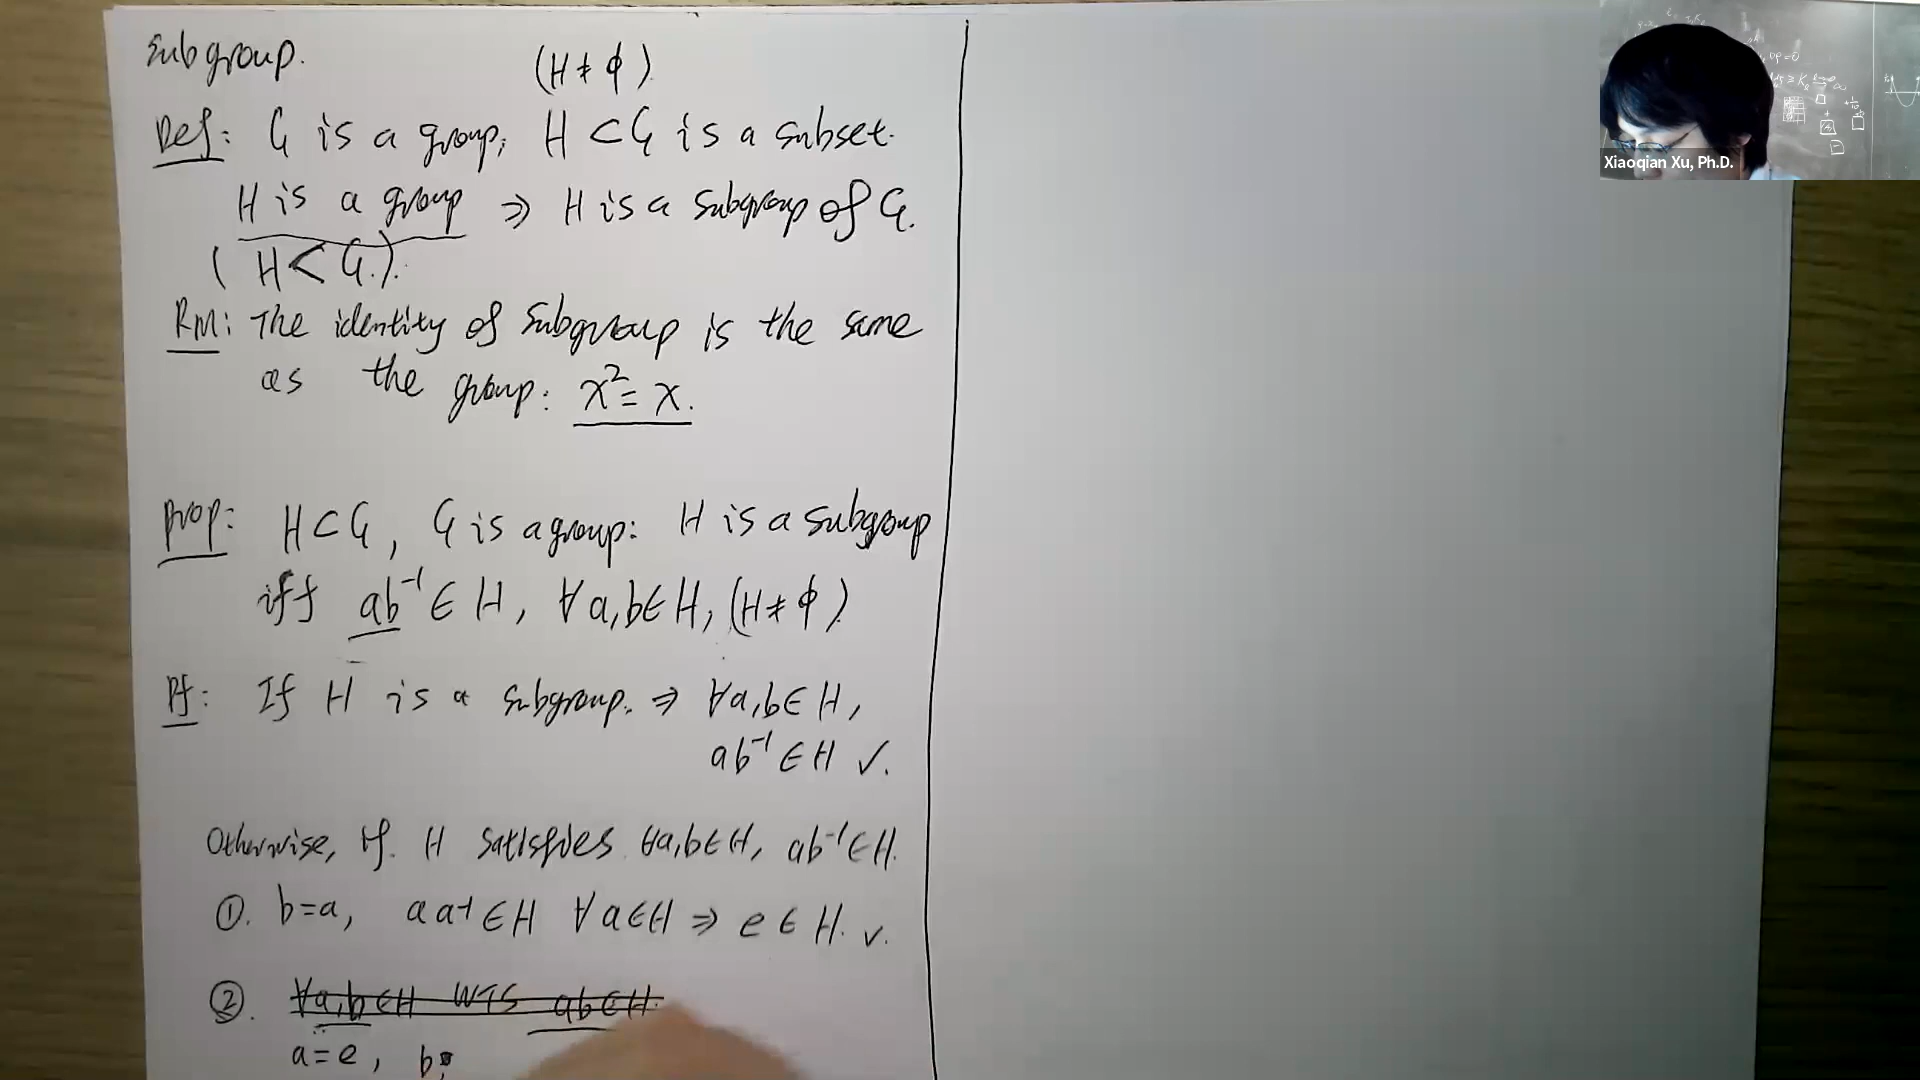 Subgroup.
(H ≠ ϕ).
Def: G is a group, H ⊂ G is a subset.
H is a group ⇒ H is a subgroup of G.
( H < G.).
RM: The identity of subgroup is the same
as the group: x² = x.
prop: H ⊂ G, G is a group: H is a subgroup
iff ab⁻¹ ∈ H, ∀ a,b ∈ H, (H ≠ ϕ).
Pf: If H is a subgroup. ⇒ ∀a,b ∈ H,
ab⁻¹ ∈ H ✓.
Otherwise, if. H satisfies ∀a,b ∈ H, ab⁻¹ ∈ H.
①. b=a, aa⁻¹ ∈ H ∀ a ∈ H ⇒ e ∈ H. ✓.
②. ∀a,b ∈ H WTS ab ∈ H.
a=e, b
Xiaoqian Xu, Ph.D.